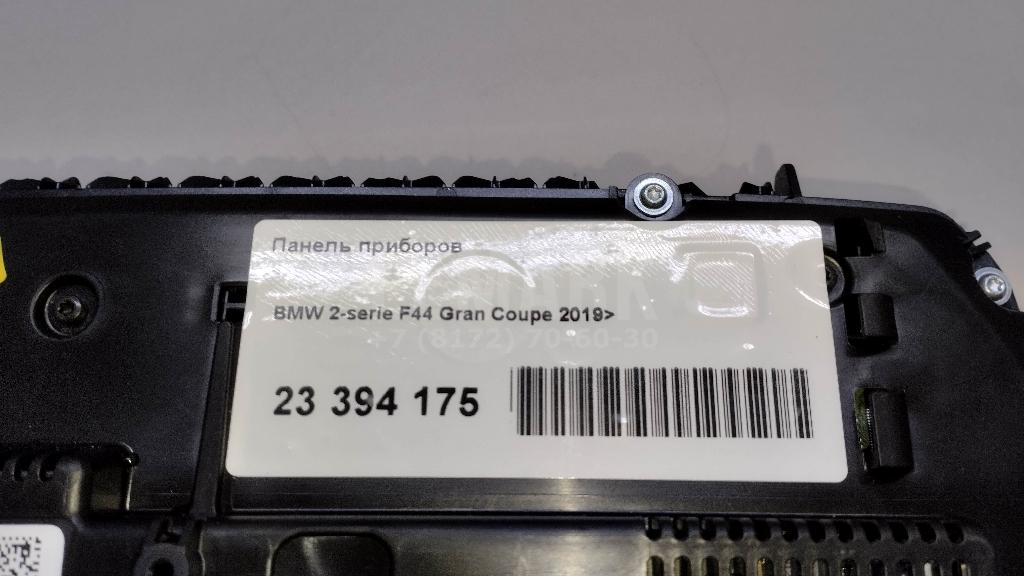 Панель приборов
BMW 2-serie F44 Gran Coupe 2019>
+7 (8172) 70-60-30
23 394 175